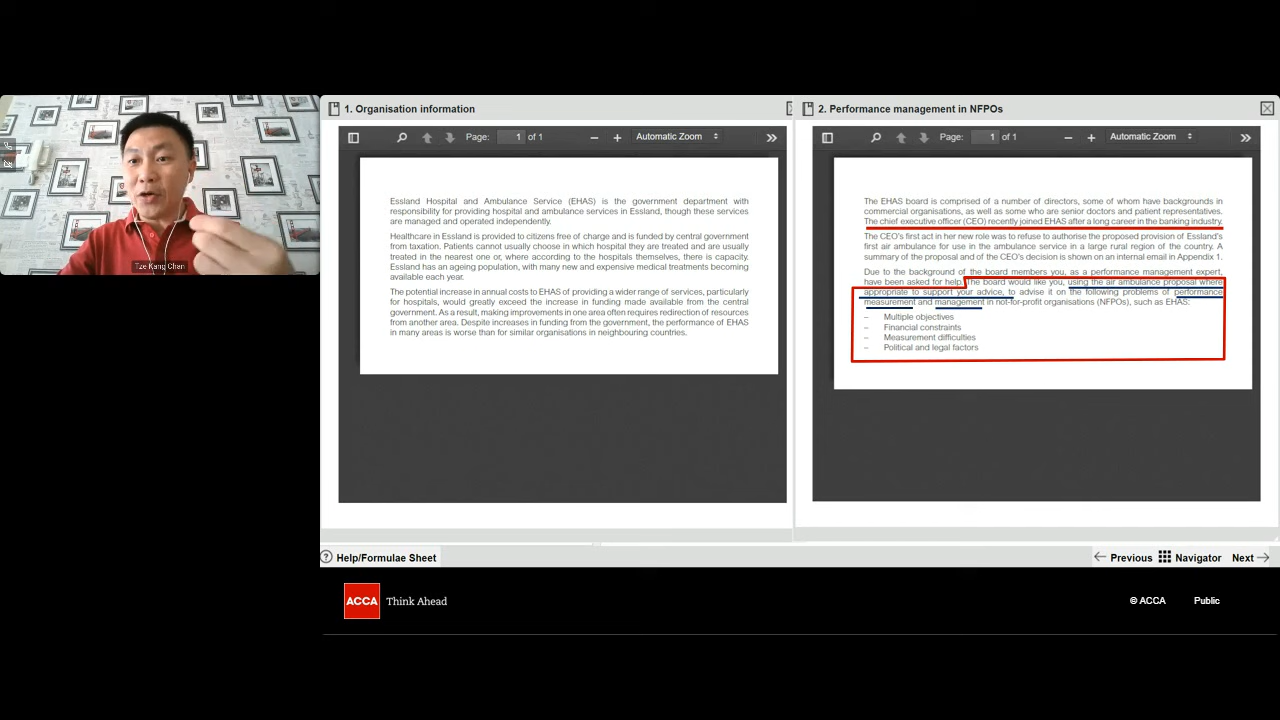 Tze Kang Chan
1. Organisation information
Page: 1 of 1
Automatic Zoom
Essland Hospital and Ambulance Service (EHAS) is the government department with
responsibility for providing hospital and ambulance services in Essland, though these services
are managed and operated independently.
Healthcare in Essland is provided to citizens free of charge and is funded by central government
from taxation. Patients cannot usually choose in which hospital they are treated and are usually
treated in the nearest one or, where according to the hospitals themselves, there is capacity.
Essland has an ageing population, with many new and expensive medical treatments becoming
available each year.
The potential increase in annual costs to EHAS of providing a wider range of services, particularly
for hospitals, would greatly exceed the increase in funding made available from the central
government. As a result, making improvements in one area often requires redirection of resources
from another area. Despite increases in funding from the government, the performance of EHAS
in many areas is worse than for similar organisations in neighbouring countries.
2. Performance management in NFPOs
Page: 1 of 1
Automatic Zoom
The EHAS board is comprised of a number of directors, some of whom have backgrounds in
commercial organisations, as well as some who are senior doctors and patient representatives.
The chief executive officer (CEO) recently joined EHAS after a long career in the banking industry.
The CEO's first act in her new role was to refuse to authorise the proposed provision of Essland's
first air ambulance for use in the ambulance service in a large rural region of the country. A
summary of the proposal and of the CEO's decision is shown on an internal email in Appendix 1.
Due to the background of the board members you, as a performance management expert,
have been asked for help. The board would like you, using the air ambulance proposal where
appropriate to support your advice, to advise it on the following problems of performance
measurement and management in not-for-profit organisations (NFPOs), such as EHAS:
– Multiple objectives
– Financial constraints
– Measurement difficulties
– Political and legal factors
Help/Formulae Sheet
Previous
Navigator
Next
ACCA
Think Ahead
© ACCA
Public